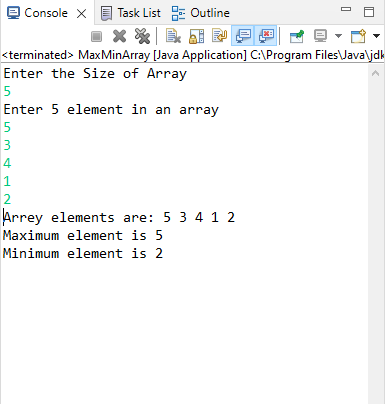 Console Task List Outline
<terminated> MaxMinArray [Java Application] C:\Program Files\Java\jdk
Enter the Size of Array
5
Enter 5 element in an array
5
3
4
1
2
Arrey elements are: 5 3 4 1 2
Maximum element is 5
Minimum element is 2